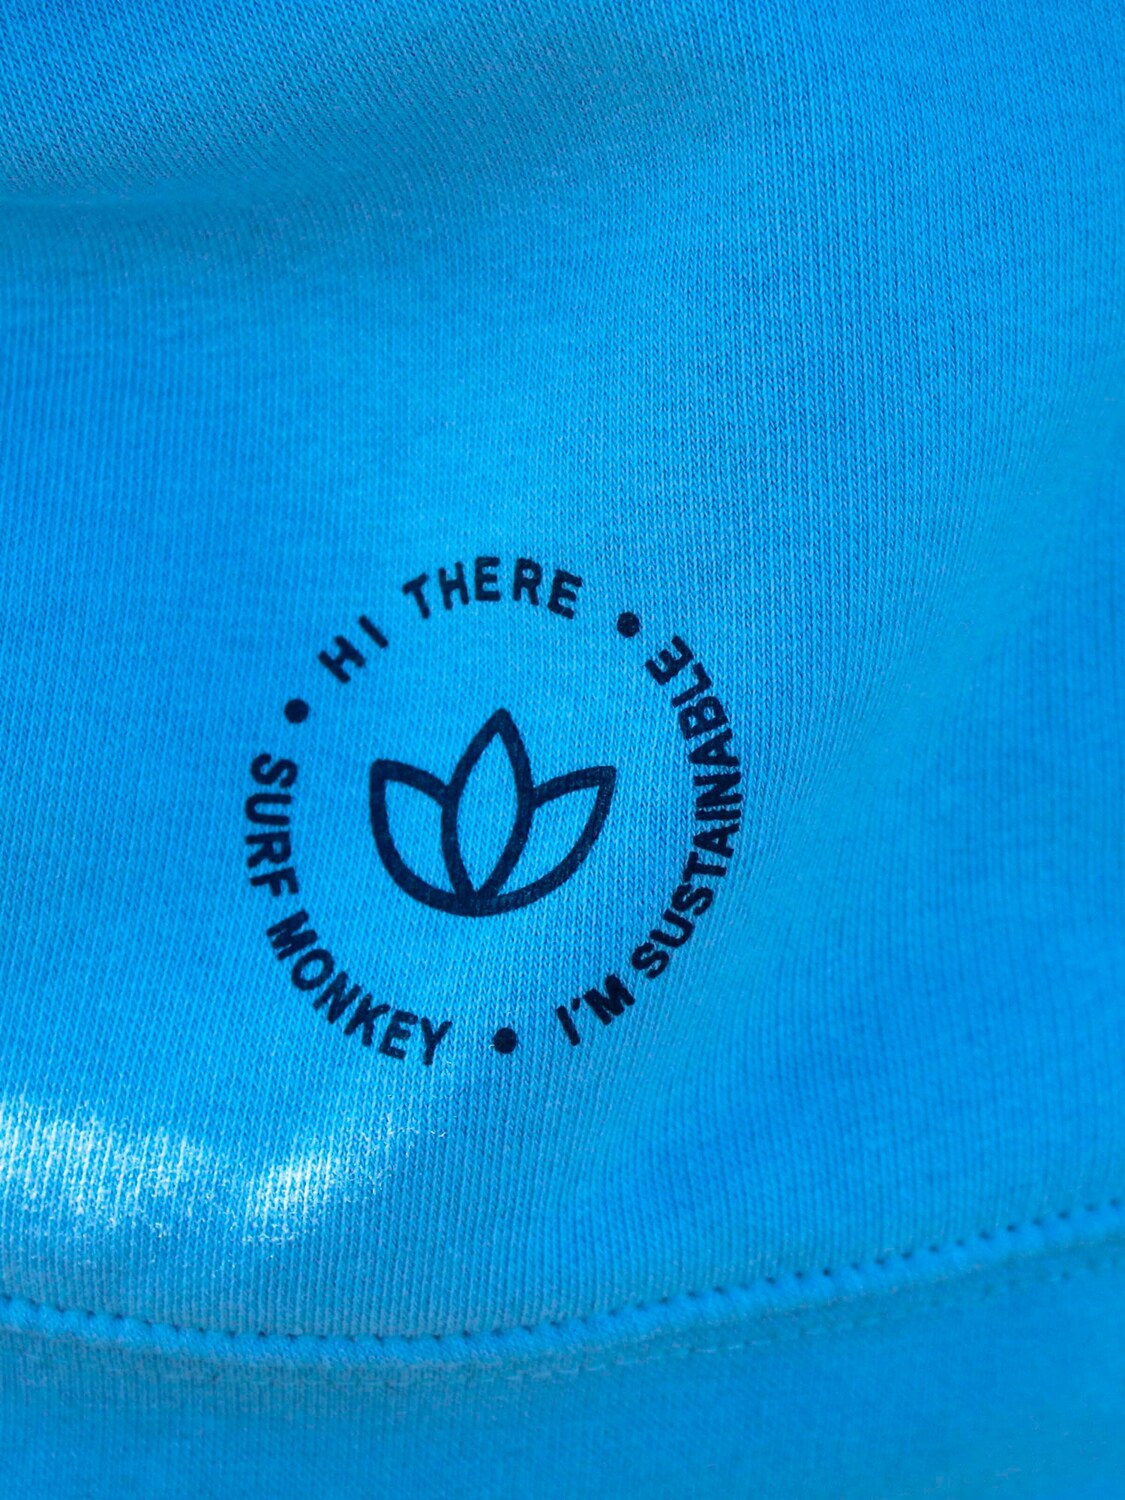 HI THERE • I'M SUSTAINABLE • SURF MONKEY •